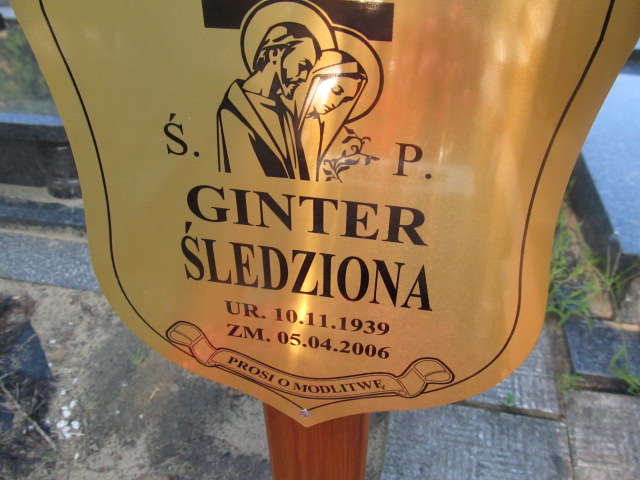 Ś. P.
GINTER
ŚLEDZIONA
UR. 10.11.1939
ZM. 05.04.2006
PROSI O MODLITWĘ